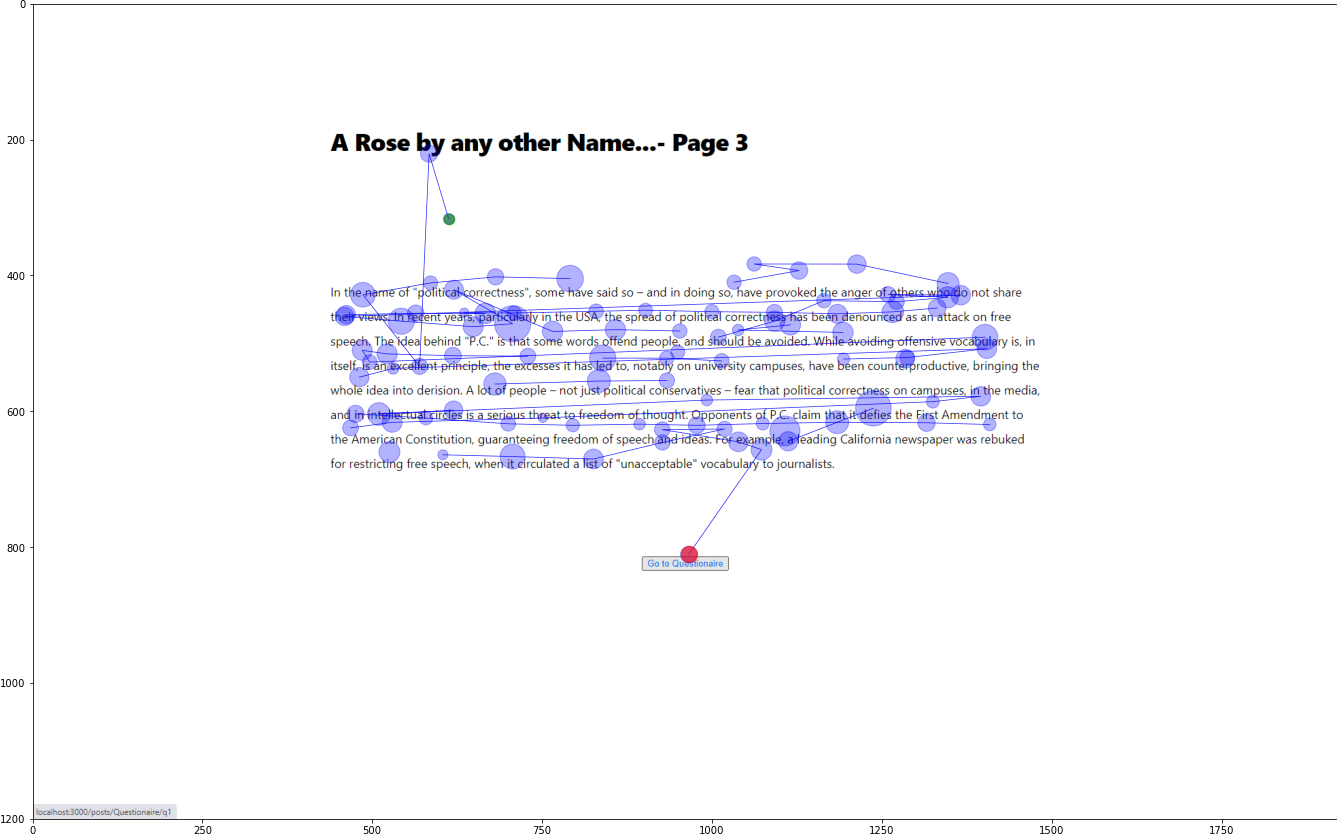 A Rose by any other Name...- Page 3
In the name of "political correctness", some have said so – and in doing so, have provoked the anger of others who do not share
their views. In recent years, particularly in the USA, the spread of political correctness has been denounced as an attack on free
speech. The idea behind "P.C." is that some words offend people, and should be avoided. While avoiding offensive vocabulary is, in
itself, is an excellent principle, the excesses it has led to, notably on university campuses, have been counterproductive, bringing the
whole idea into derision. A lot of people – not just political conservatives – fear that political correctness on campuses, in the media,
and in intellectual circles is a serious threat to freedom of thought. Opponents of P.C. claim that it defies the First Amendment to
the American Constitution, guaranteeing freedom of speech and ideas. For example, a leading California newspaper was rebuked
for restricting free speech, when it circulated a list of "unacceptable" vocabulary to journalists.
Go to Questionaire
localhost:3000/posts/Questionaire/q1
0
200
400
600
800
1000
1200
0 250 500 750 1000 1250 1500 1750